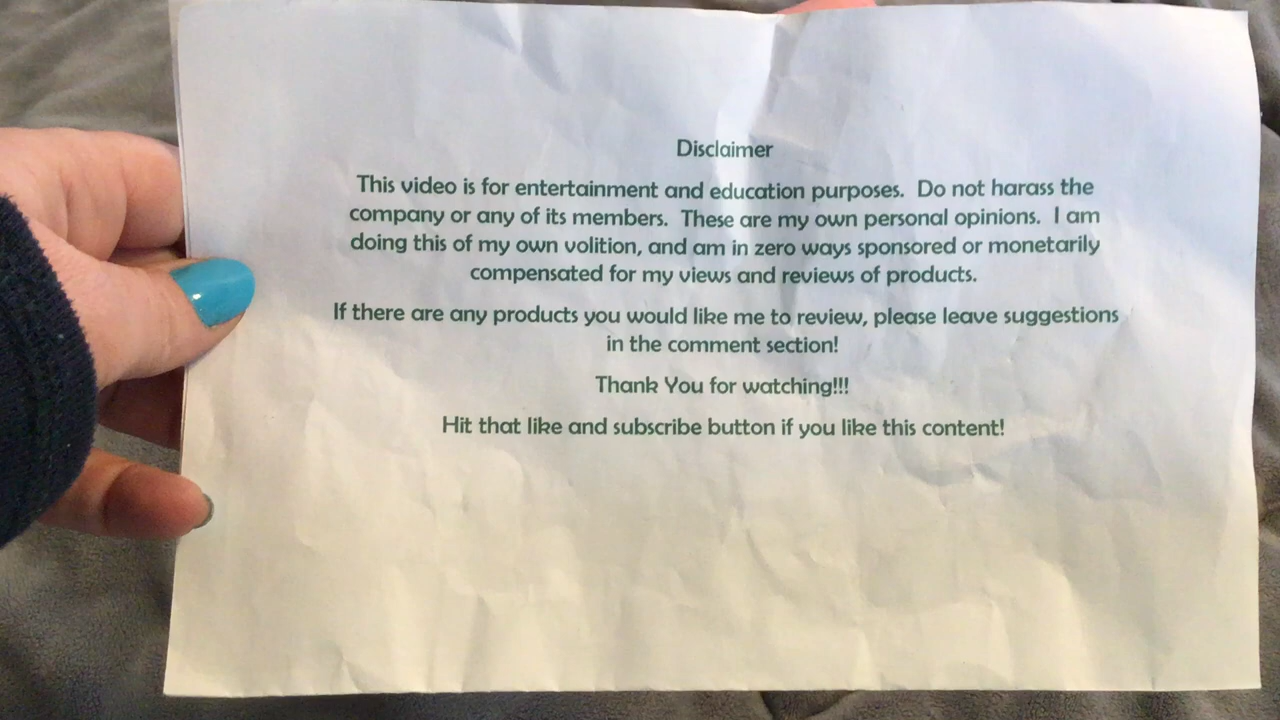 Disclaimer
This video is for entertainment and education purposes.  Do not harass the
company or any of its members.  These are my own personal opinions.  I am
doing this of my own volition, and am in zero ways sponsored or monetarily
compensated for my views and reviews of products.
If there are any products you would like me to review, please leave suggestions
in the comment section!
Thank You for watching!!!
Hit that like and subscribe button if you like this content!